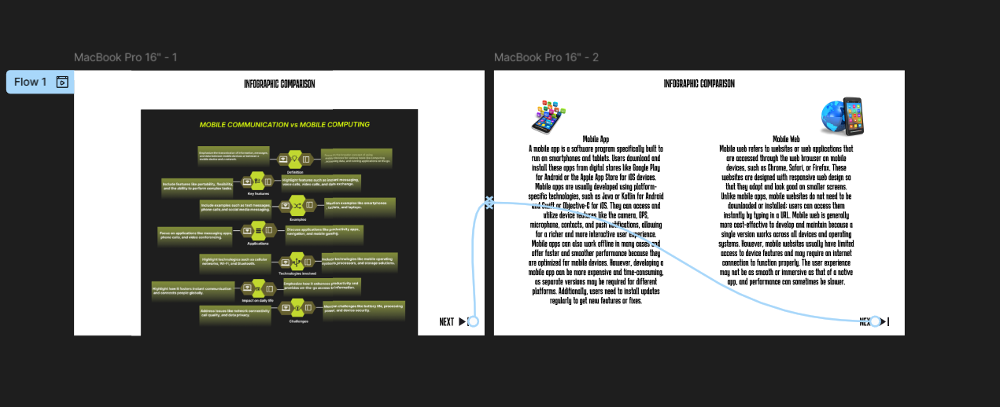 MacBook Pro 16" - 1
Flow 1
INFOGRAPHIC COMPARISON
MOBILE COMMUNICATION vs MOBILE COMPUTING
Definition
Include features like portability, flexibility,
and the ability to perform complex tasks.
Highlight features such as instant messaging,
voice calls, video calls, and data exchange.
Key features
Include examples such as text messages,
phone calls, and social media messaging.
Mention examples like smartphones
, tablets, and laptops.
Examples
Focus on applications like messaging apps,
phone calls, and video conferencing.
Discuss applications like productivity apps,
navigation, and mobile gaming.
Applications
Highlight technologies such as cellular
networks, Wi-Fi, and Bluetooth.
Include technologies like mobile operating
systems, processors, and storage solutions.
Technologies involved
Highlight how it fosters instant communication
and connects people globally.
Emphasize how it enhances productivity and
provides on-the-go access to information.
Impact on daily life
Address issues like network connectivity
call quality, and data privacy.
Mention challenges like battery life, processing
power, and device security.
Challenges
NEXT
MacBook Pro 16" - 2
INFOGRAPHIC COMPARISON
Mobile App
A mobile app is a software program specifically built to
run on smartphones and tablets. Users download and
install these apps from digital stores like Google Play
for Android or the Apple App Store for iOS devices.
Mobile apps are usually developed using platform-
specific technologies, such as Java or Kotlin for Android
and Swift or Objective-C for iOS. They can access and
utilize device features like the camera, GPS,
microphone, contacts, and push notifications, allowing
for a richer and more interactive user experience.
Mobile apps can also work offline in many cases and
offer faster and smoother performance because they
are optimized for mobile devices. However, developing a
mobile app can be more expensive and time-consuming,
as separate versions may be required for different
platforms. Additionally, users need to install updates
regularly to get new features or fixes.
Mobile Web
Mobile web refers to websites or web applications that
are accessed through the web browser on mobile
devices, such as Chrome, Safari, or Firefox. These
websites are designed with responsive web design so
that they adapt and look good on smaller screens.
Unlike mobile apps, mobile websites do not need to be
downloaded or installed; users can access them
instantly by typing in a URL. Mobile web is generally
more cost-effective to develop and maintain because a
single version works across all devices and operating
systems. However, mobile websites usually have limited
access to device features and may require an internet
connection to function properly. The user experience
may not be as smooth or immersive as that of a native
app, and performance can sometimes be slower.
NEX